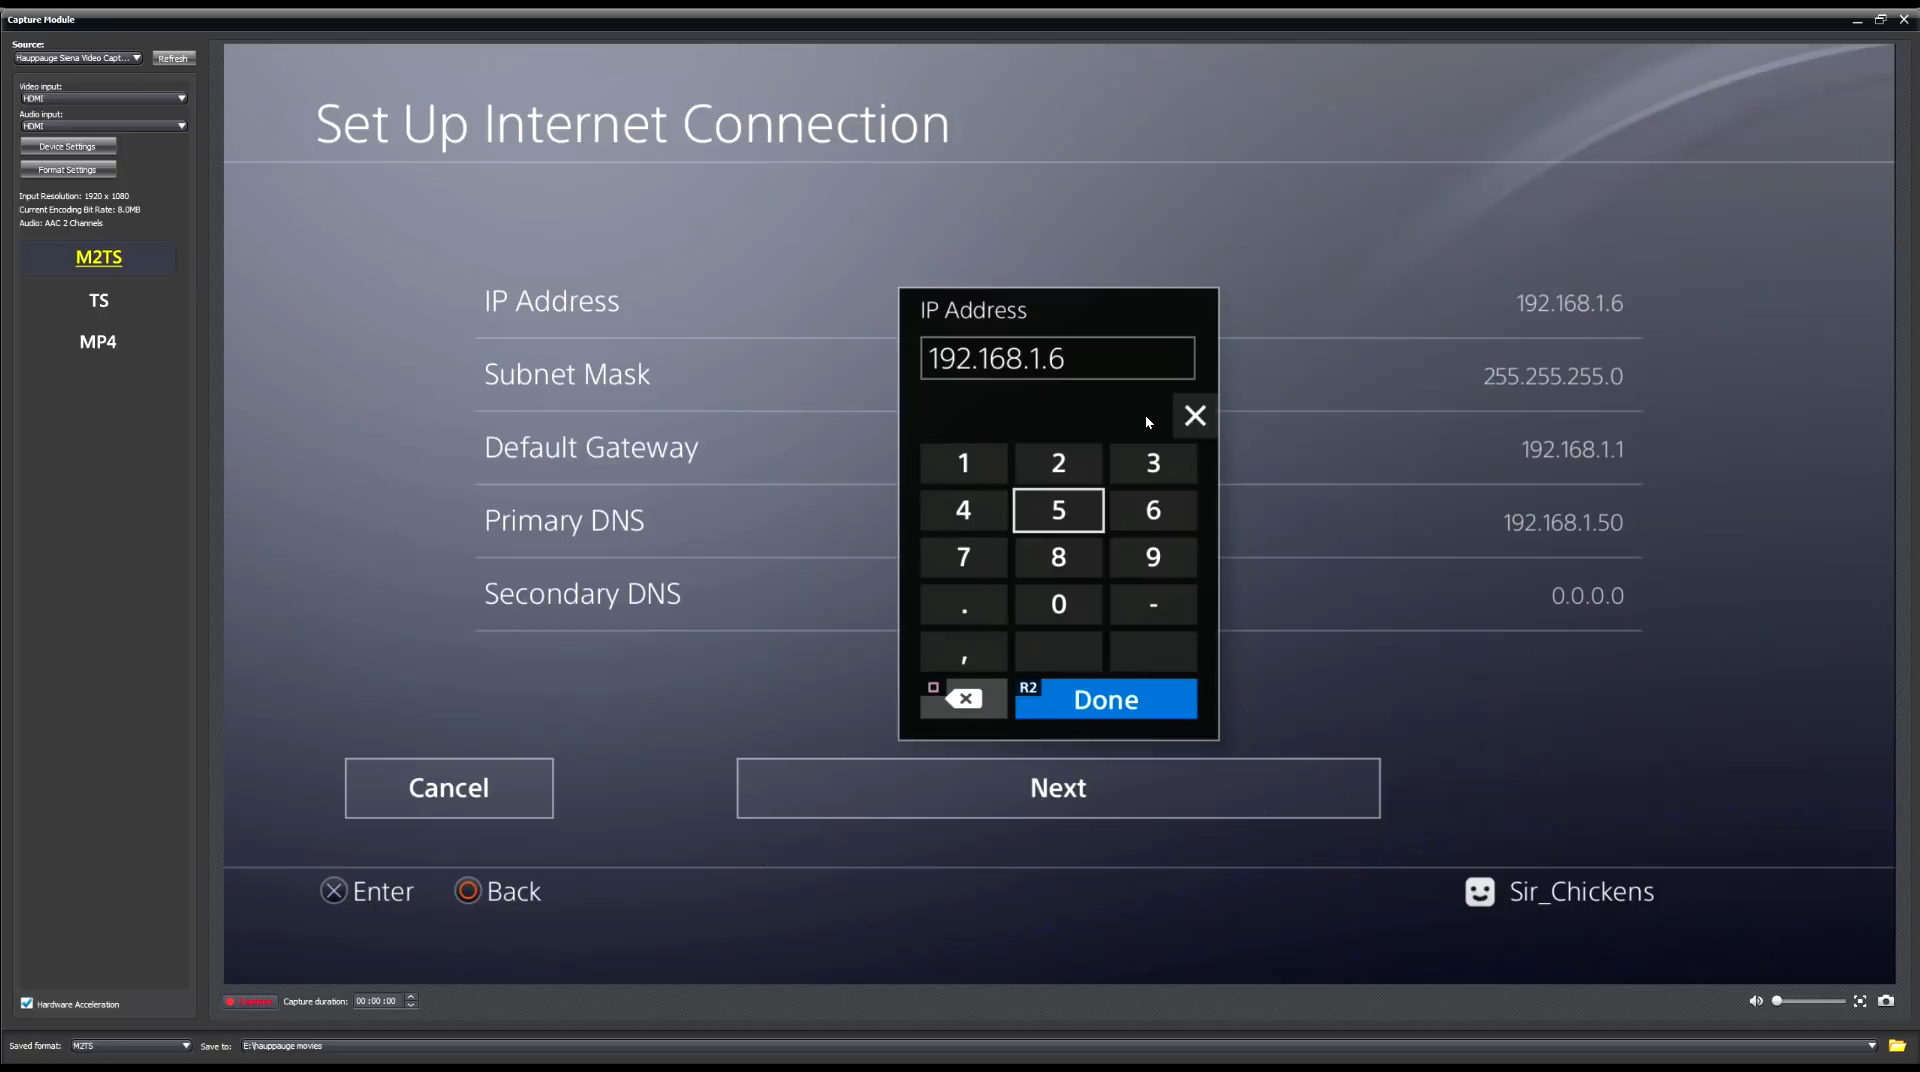 Capture Module
Source:
Hauppauge Siena Video Capt...
Refresh
Video input:
HDMI
Audio input:
HDMI
Device Settings
Format Settings
Input Resolution: 1920 x 1080
Current Encoding Bit Rate: 8.0MB
Audio: AAC 2 Channels
M2TS
TS
MP4
Set Up Internet Connection
IP Address 192.168.1.6
Subnet Mask 255.255.255.0
Default Gateway 192.168.1.1
Primary DNS 192.168.1.50
Secondary DNS 0.0.0.0
IP Address
192.168.1.6
1 2 3
4 5 6
7 8 9
. 0 -
,
R2 Done
Cancel
Next
Enter Back
Sir_Chickens
Hardware Acceleration
Capture duration: 00:00:00
Saved format: M2TS Save to: E:\hauppauge movies